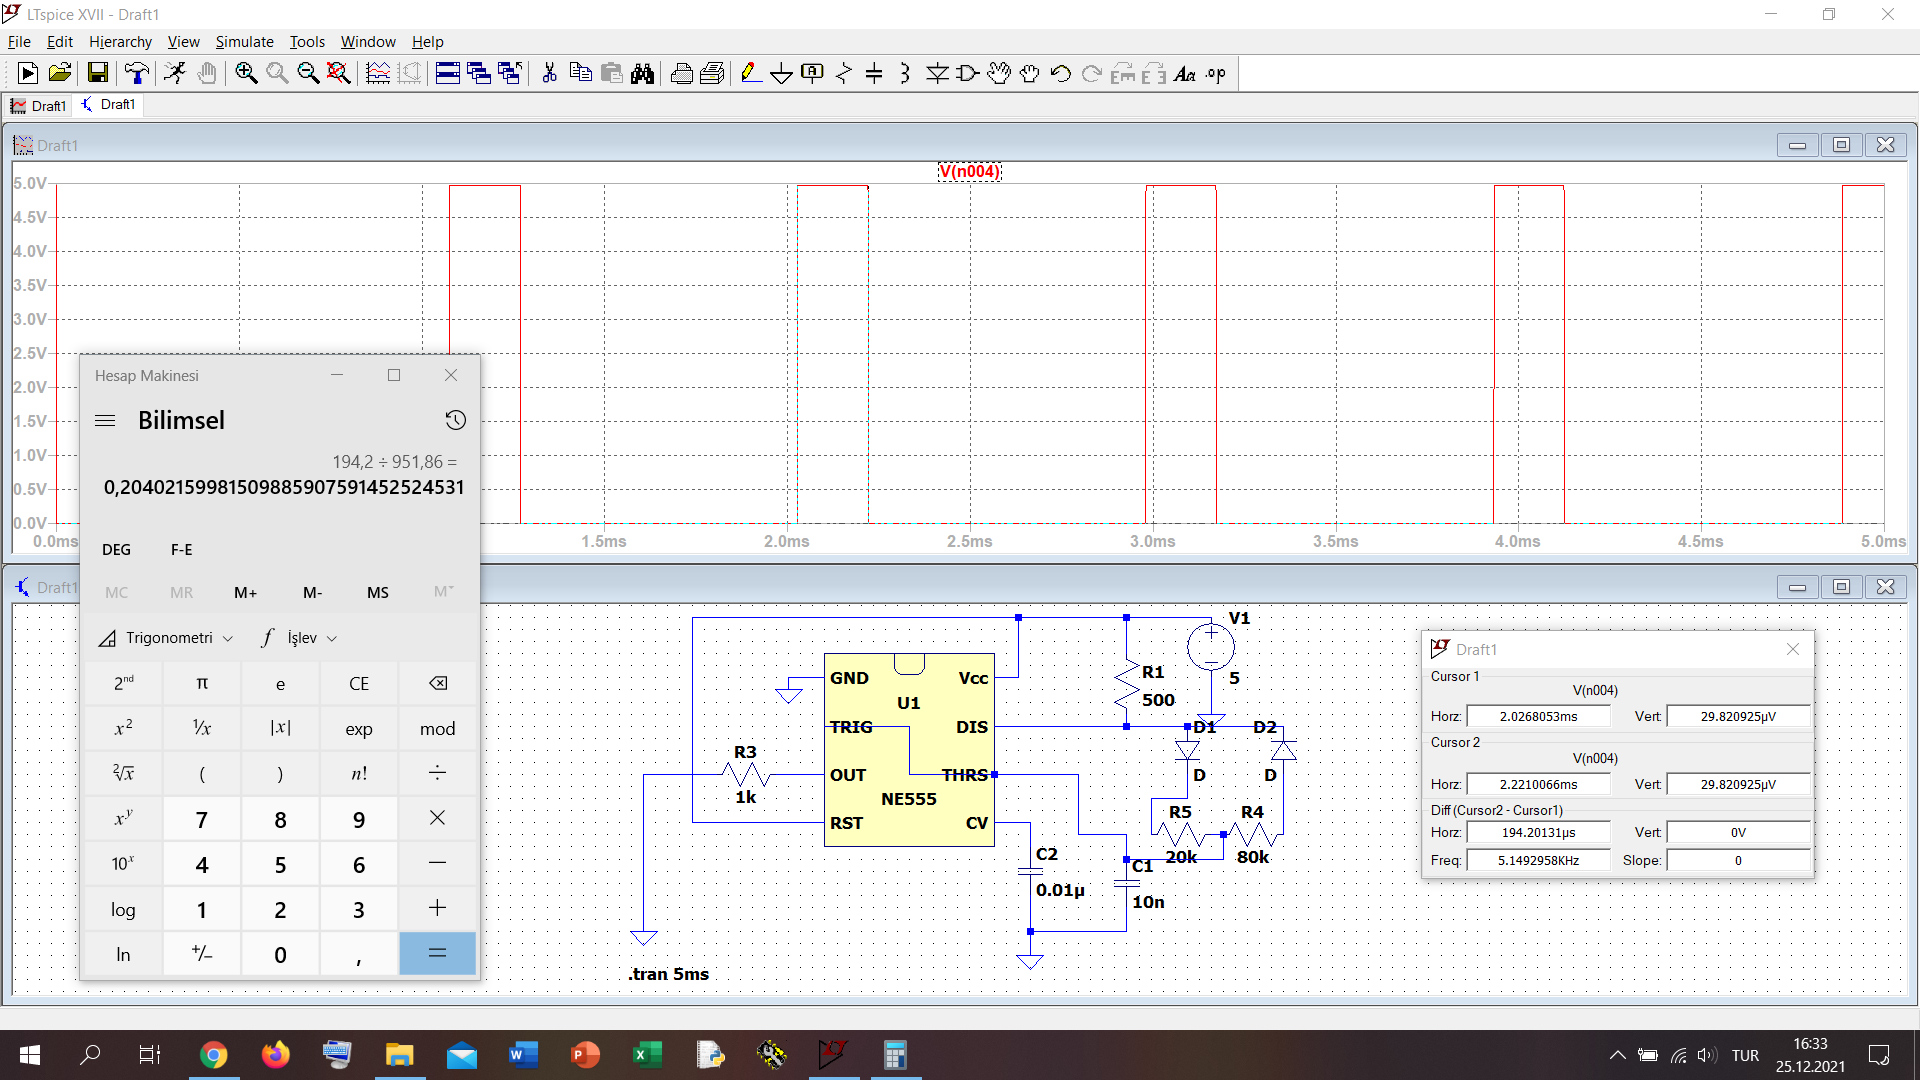 LTspice XVII - Draft1
File Edit Hierarchy View Simulate Tools Window Help
Draft1 Draft1
Draft1
V(n004)
5.0V
4.5V
4.0V
3.5V
3.0V
2.5V
2.0V
1.5V
1.0V
0.5V
0.0V
0.0ms 1.5ms 2.0ms 2.5ms 3.0ms 3.5ms 4.0ms 4.5ms 5.0ms
Hesap Makinesi
Bilimsel
194,2 ÷ 951,86 =
0,20402159981509885907591452524531
DEG F-E
MC MR M+ M- MS M˅
Trigonometri f İşlev
2nd π e CE
x² ¹/x |x| exp mod
²√x ( ) n! ÷
xʸ 7 8 9 ×
10ˣ 4 5 6 −
log 1 2 3 +
ln +/− 0 , =
Draft1
V1
5
R1
500
GND Vcc
U1
TRIG DIS
OUT THRS
NE555
RST CV
R3
1k
D1 D2
D D
R5 R4
20k 80k
C2
0.01µ
C1
10n
.tran 5ms
Draft1
Cursor 1
V(n004)
Horz: 2.0268053ms Vert: 29.820925µV
Cursor 2
V(n004)
Horz: 2.2210066ms Vert: 29.820925µV
Diff (Cursor2 - Cursor1)
Horz: 194.20131µs Vert: 0V
Freq: 5.1492958KHz Slope: 0
TUR
16:33
25.12.2021